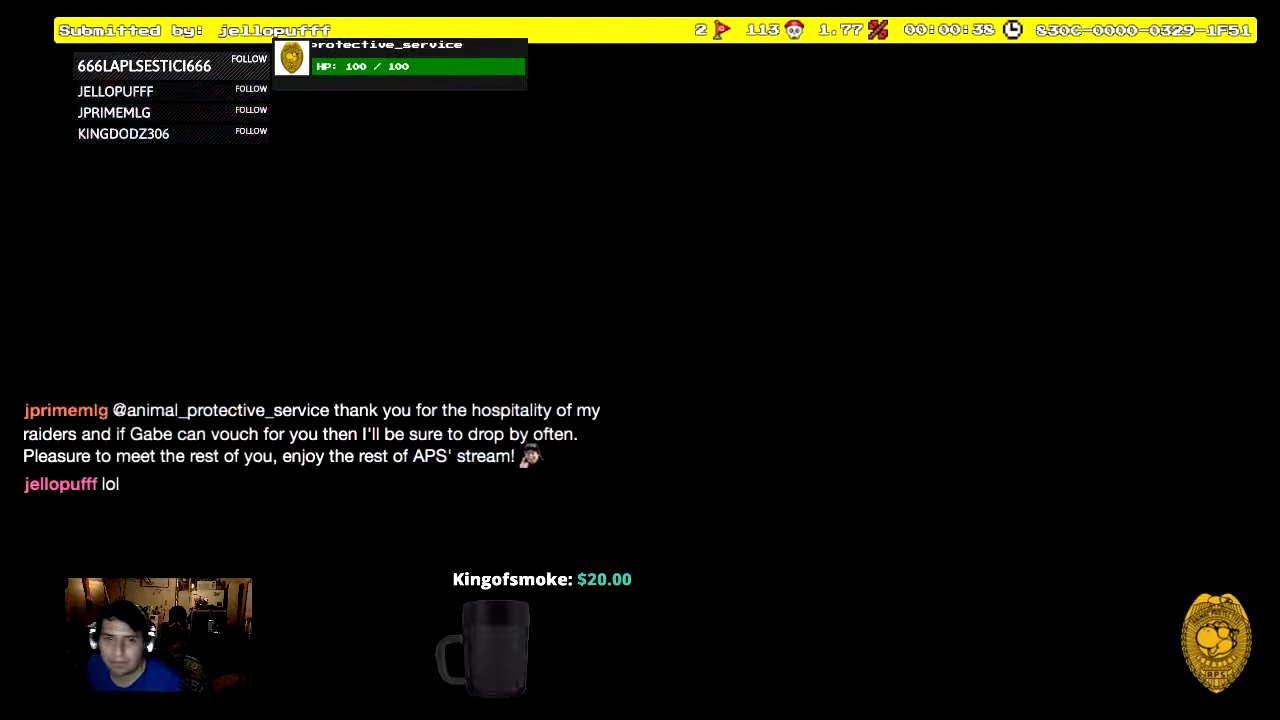 Submitted by: jellopufff
2 113 1.77 % 00:00:38 830C-0000-0329-1F51
protective_service
HP: 100 / 100
666LAPLSESTICI666 FOLLOW
JELLOPUFFF FOLLOW
JPRIMEMLG FOLLOW
KINGDODZ306 FOLLOW
jprimemlg @animal_protective_service thank you for the hospitality of my
raiders and if Gabe can vouch for you then I'll be sure to drop by often.
Pleasure to meet the rest of you, enjoy the rest of APS' stream!
jellopufff lol
Kingofsmoke: $20.00
APS